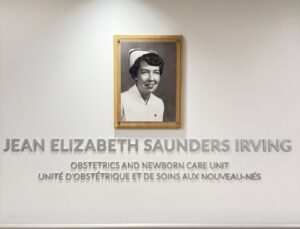 JEAN ELIZABETH SAUNDERS IRVING
OBSTETRICS AND NEWBORN CARE UNIT
UNITÉ D'OBSTÉTRIQUE ET DE SOINS AUX NOUVEAU-NÉS